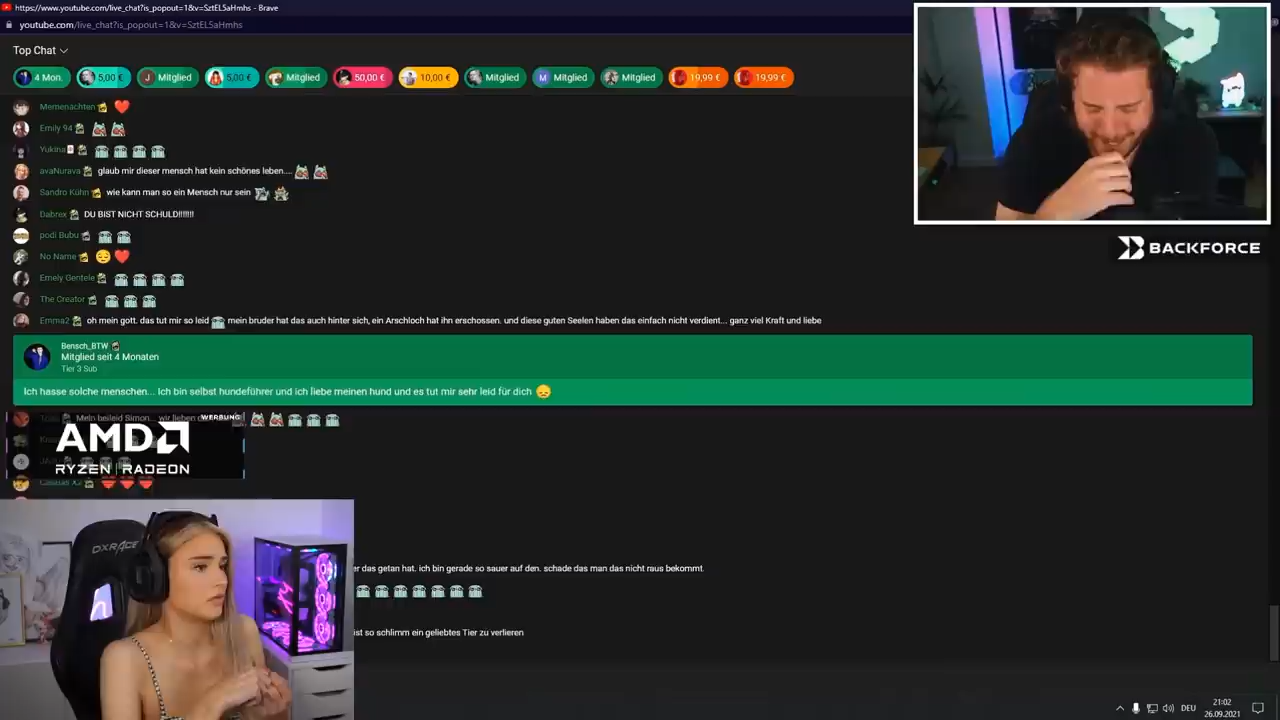 https://www.youtube.com/live_chat?is_popout=1&v=SztEL5aHmhs - Brave
youtube.com/live_chat?is_popout=1&v=SztEL5aHmhs
Top Chat
4 Mon. 5,00 € J Mitglied 5,00 € Mitglied 50,00 € 10,00 € Mitglied M Mitglied Mitglied 19,99 € 19,99 €
Memenächten
Emily 94
Yukina
avaNurava glaub mir dieser mensch hat kein schönes leben....
Sandro Kühn wie kann man so ein Mensch nur sein
Dabrex DU BIST NICHT SCHULD!!!!!!!
podi Bubu
No Name
Emely Gentele
The Creator
Emma2 oh mein gott. das tut mir so leid mein bruder hat das auch hinter sich, ein Arschloch hat ihn erschossen. und diese guten Seelen haben das einfach nicht verdient... ganz viel Kraft und liebe
Bensch_BTW
Mitglied seit 4 Monaten
Tier 3 Sub
Ich hasse solche menschen... Ich bin selbst hundeführer und ich liebe meinen hund und es tut mir sehr leid für dich
Mein beileid Simon... wir lieben
WERBUNG
AMD
RYZEN | RADEON
er das getan hat. ich bin gerade so sauer auf den. schade das man das nicht raus bekommt.
ist so schlimm ein geliebtes Tier zu verlieren
BACKFORCE
DXRACER
DEU
21:02
26.09.2021